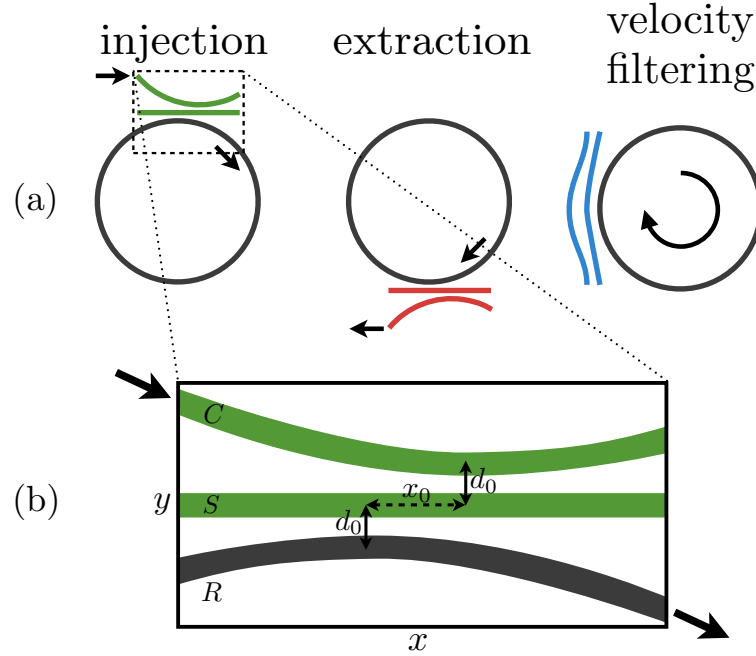 injection
extraction
velocity
filtering
(a)
(b)
C
S
R
y
x₀
d₀
d₀
x